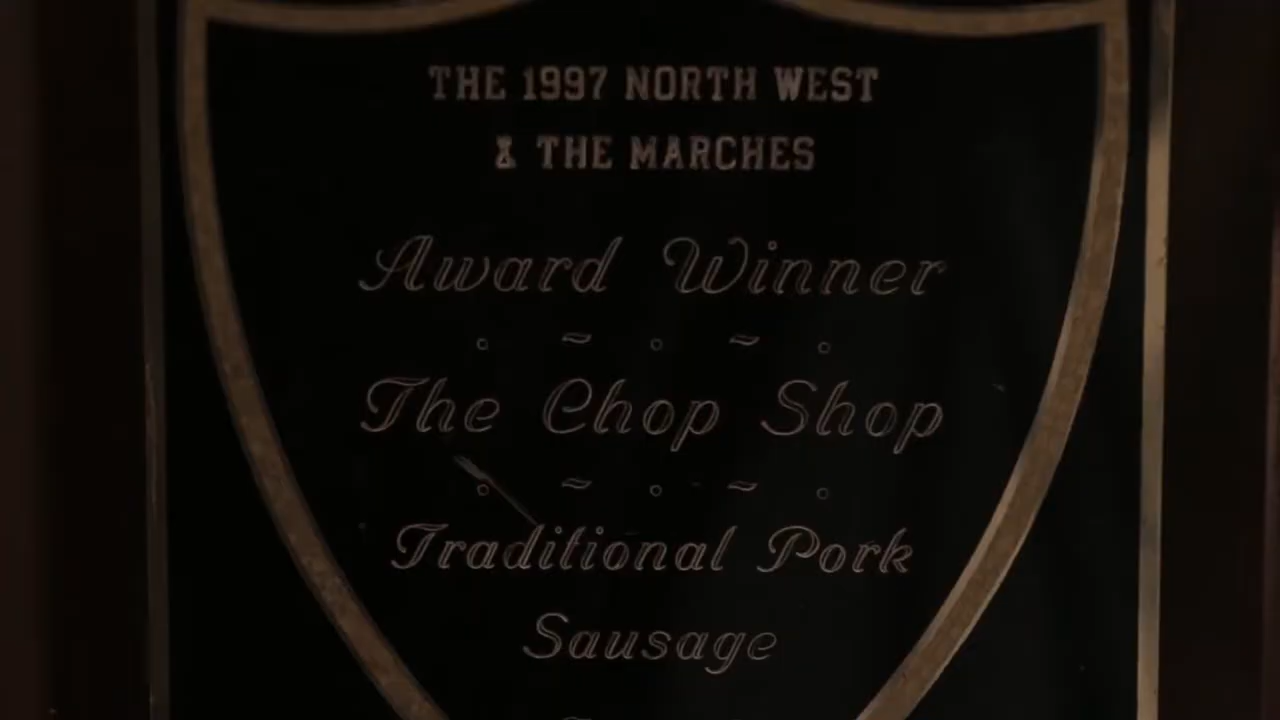 THE 1997 NORTH WEST
& THE MARCHES
Award Winner
The Chop Shop
Traditional Pork
Sausage